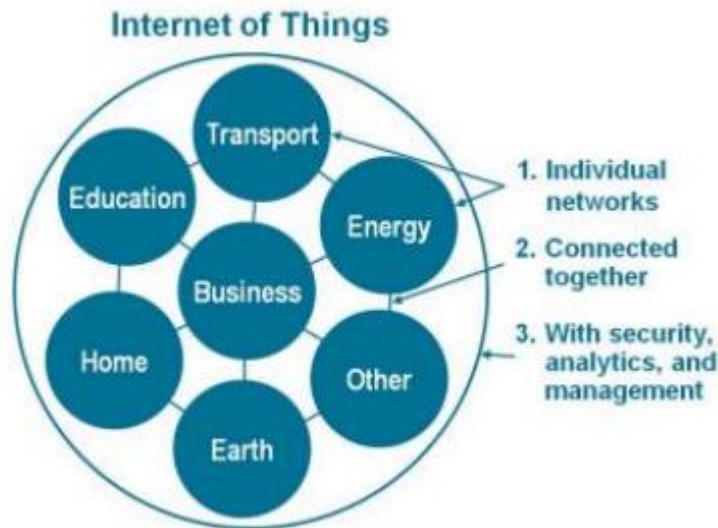 Internet of Things
Transport
Education
Energy
Business
Home
Other
Earth
1. Individual
networks
2. Connected
together
3. With security,
analytics, and
management